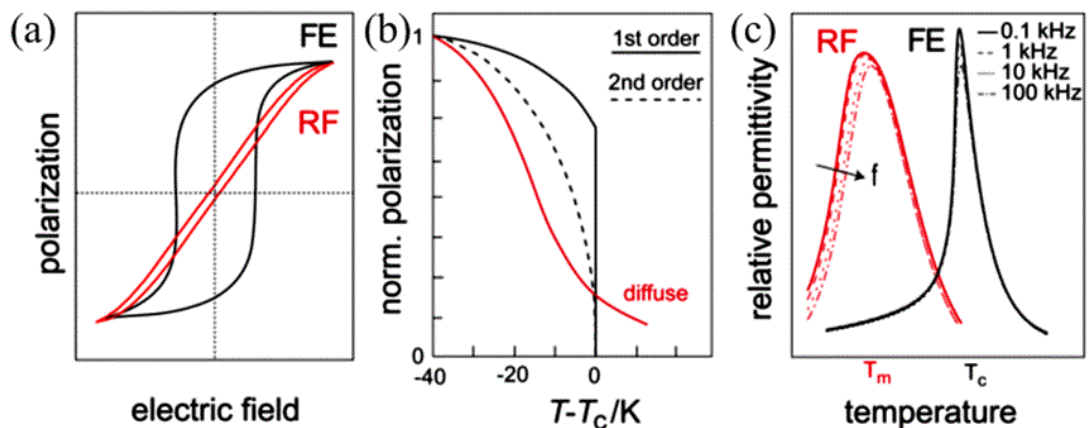 (a)
FE
RF
polarization
electric field
(b)
1
0
norm. polarization
1st order
2nd order
diffuse
-40
-20
0
T-Tc/K
(c)
RF
FE
0.1 kHz
1 kHz
10 kHz
100 kHz
f
relative permittivity
Tm
Tc
temperature